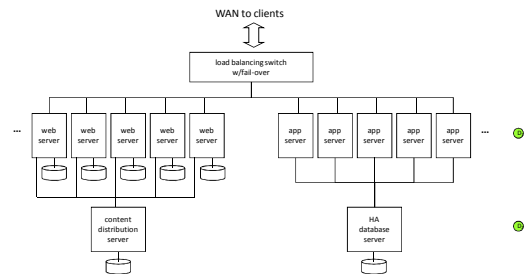 WAN to clients
load balancing switch
w/fail-over
...
web
server
web
server
web
server
web
server
web
server
app
server
app
server
app
server
app
server
app
server
...
content
distribution
server
HA
database
server